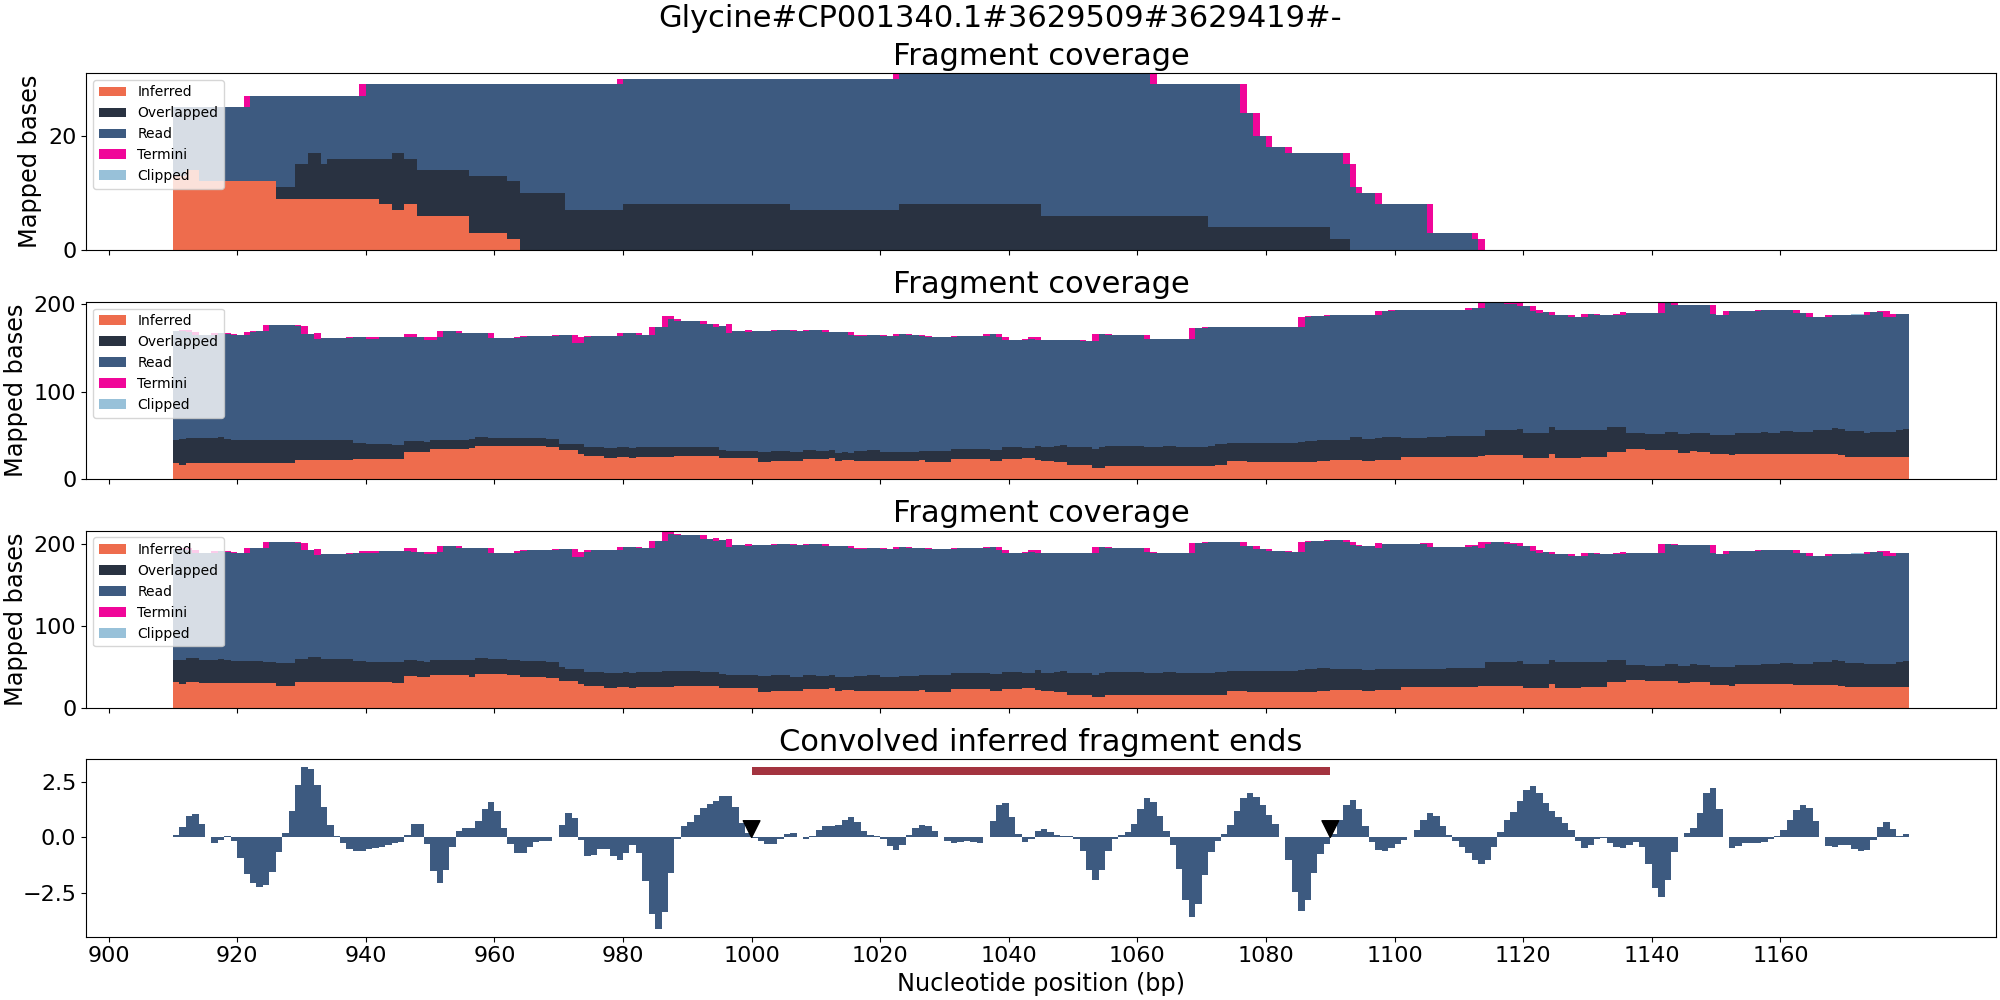 Glycine#CP001340.1#3629509#3629419#-
Fragment coverage
Mapped bases
20
0
Inferred
Overlapped
Read
Termini
Clipped
Fragment coverage
Mapped bases
200
100
0
Inferred
Overlapped
Read
Termini
Clipped
Fragment coverage
Mapped bases
200
100
0
Inferred
Overlapped
Read
Termini
Clipped
Convolved inferred fragment ends
2.5
0.0
−2.5
900 920 940 960 980 1000 1020 1040 1060 1080 1100 1120 1140 1160
Nucleotide position (bp)